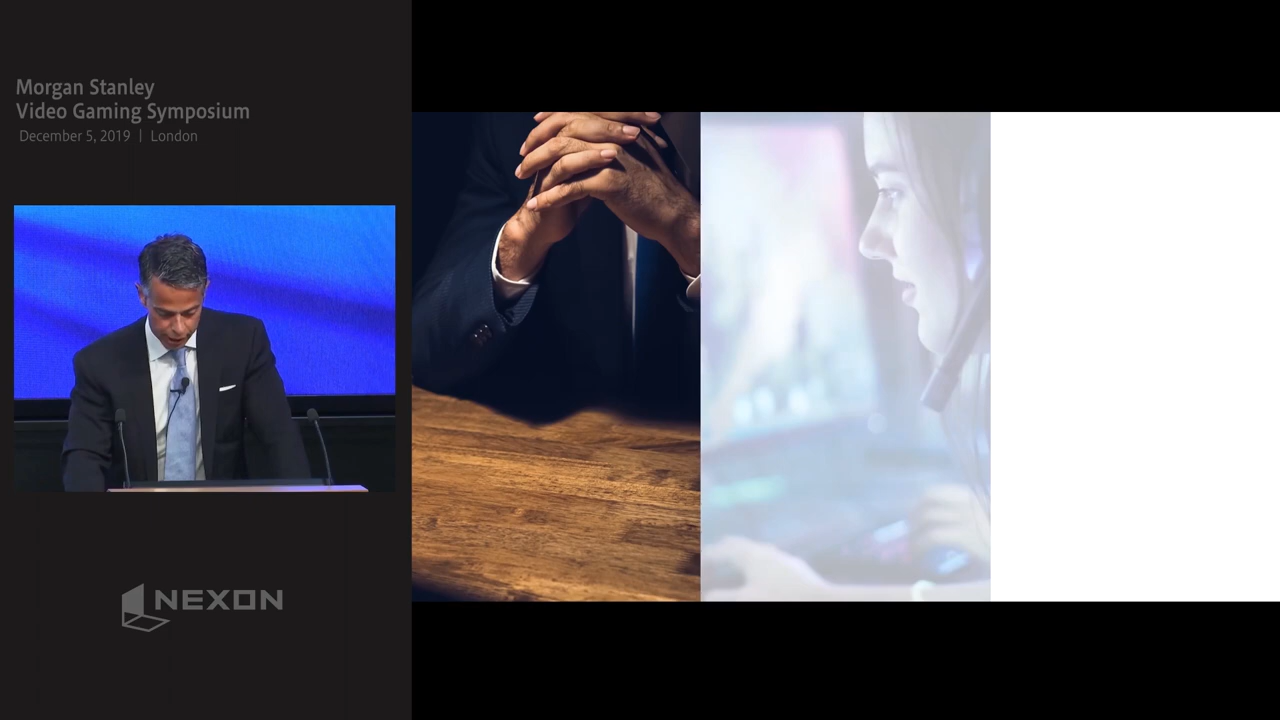 Morgan Stanley
Video Gaming Symposium
December 5, 2019 | London
NEXON